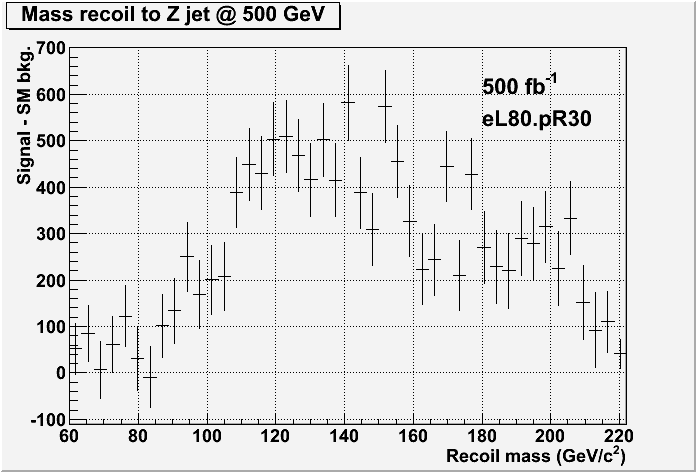 Mass recoil to Z jet @ 500 GeV
Signal - SM bkg.
700
600
500
400
300
200
100
0
-100
500 fb-1
eL80.pR30
60 80 100 120 140 160 180 200 220
Recoil mass (GeV/c2)